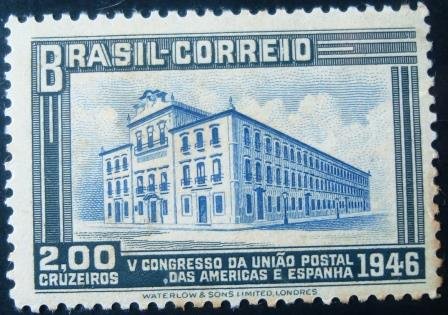 BRASIL-CORREIO
2,00 V CONGRESSO DA UNIÃO POSTAL 1946
CRUZEIROS DAS AMERICAS E ESPANHA
WATERLOW & SONS LIMITED, LONDRES